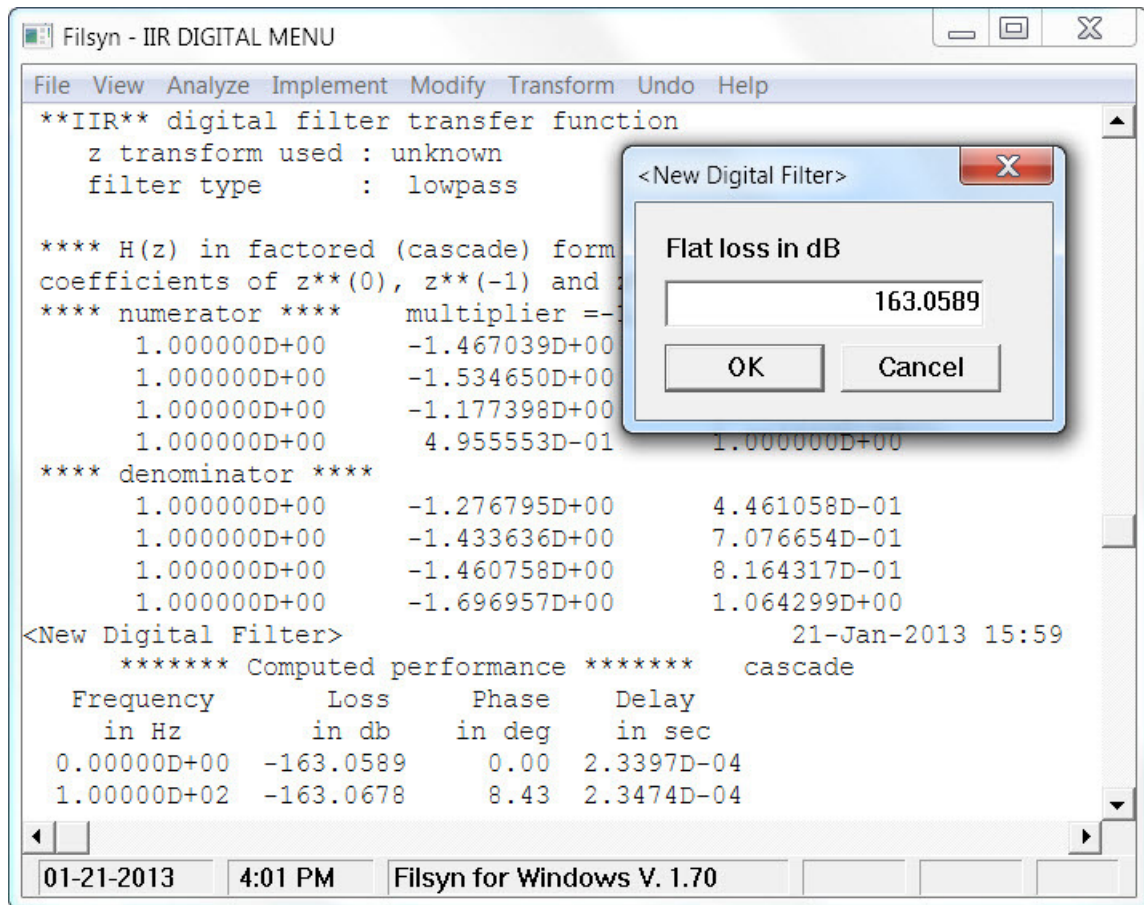 Filsyn - IIR DIGITAL MENU
File View Analyze Implement Modify Transform Undo Help
**IIR** digital filter transfer function
z transform used : unknown
filter type : lowpass
**** H(z) in factored (cascade) form
coefficients of z**(0), z**(-1) and
**** numerator **** multiplier =-
1.000000D+00 -1.467039D+00
1.000000D+00 -1.534650D+00
1.000000D+00 -1.177398D+00
1.000000D+00 4.955553D-01 1.000000D+00
**** denominator ****
1.000000D+00 -1.276795D+00 4.461058D-01
1.000000D+00 -1.433636D+00 7.076654D-01
1.000000D+00 -1.460758D+00 8.164317D-01
1.000000D+00 -1.696957D+00 1.064299D+00
<New Digital Filter> 21-Jan-2013 15:59
******* Computed performance ******* cascade
Frequency Loss Phase Delay
in Hz in db in deg in sec
0.00000D+00 -163.0589 0.00 2.3397D-04
1.00000D+02 -163.0678 8.43 2.3474D-04
<New Digital Filter>
Flat loss in dB
163.0589
OK Cancel
01-21-2013 4:01 PM Filsyn for Windows V. 1.70